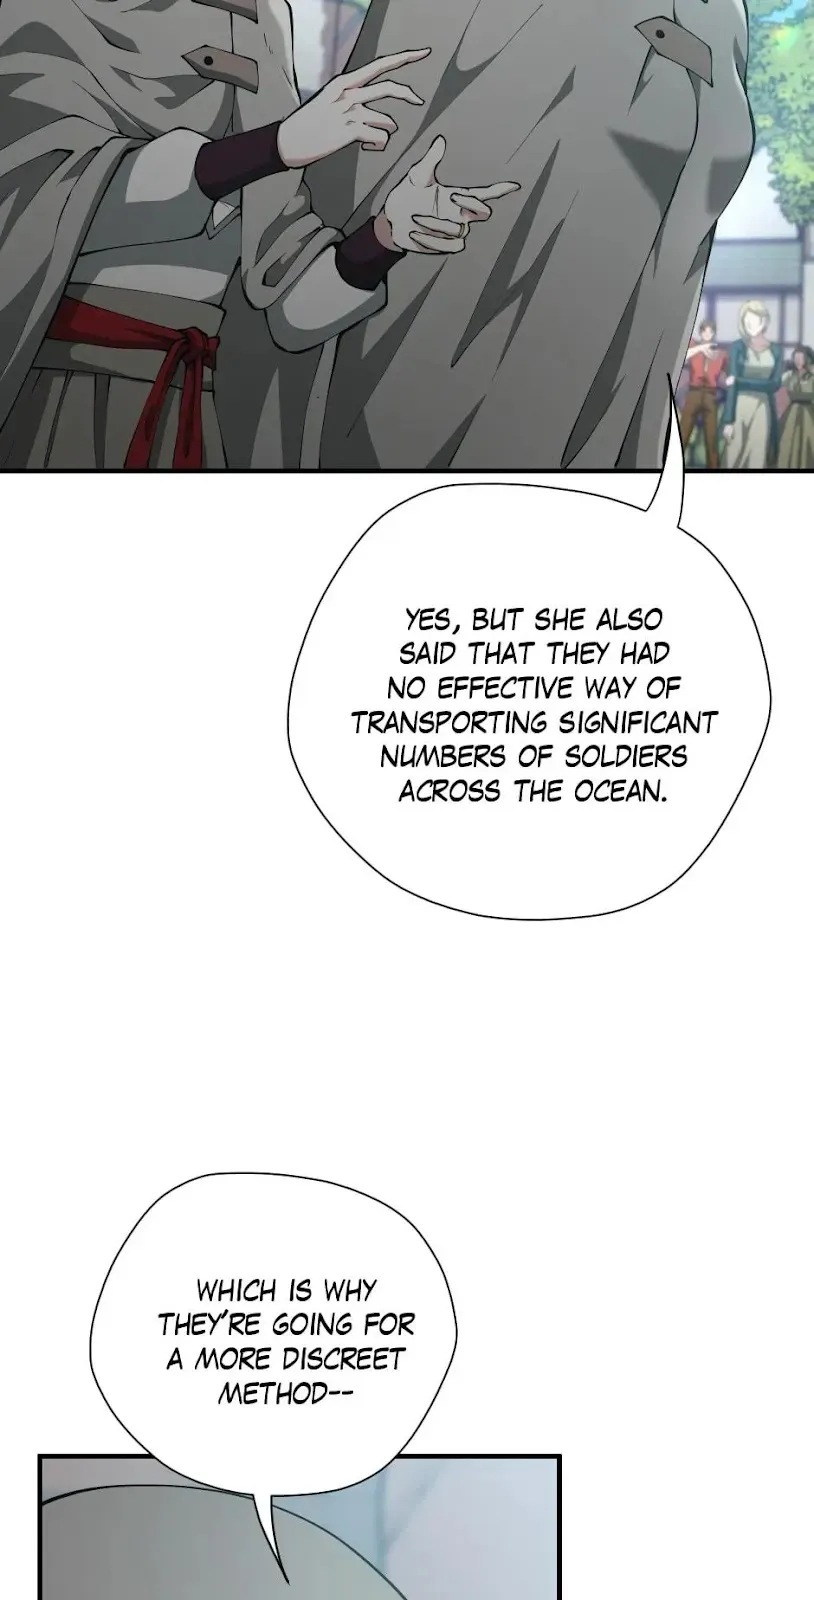 YES, BUT SHE ALSO
SAID THAT THEY HAD
NO EFFECTIVE WAY OF
TRANSPORTING SIGNIFICANT
NUMBERS OF SOLDIERS
ACROSS THE OCEAN.
WHICH IS WHY
THEY'RE GOING FOR
A MORE DISCREET
METHOD--